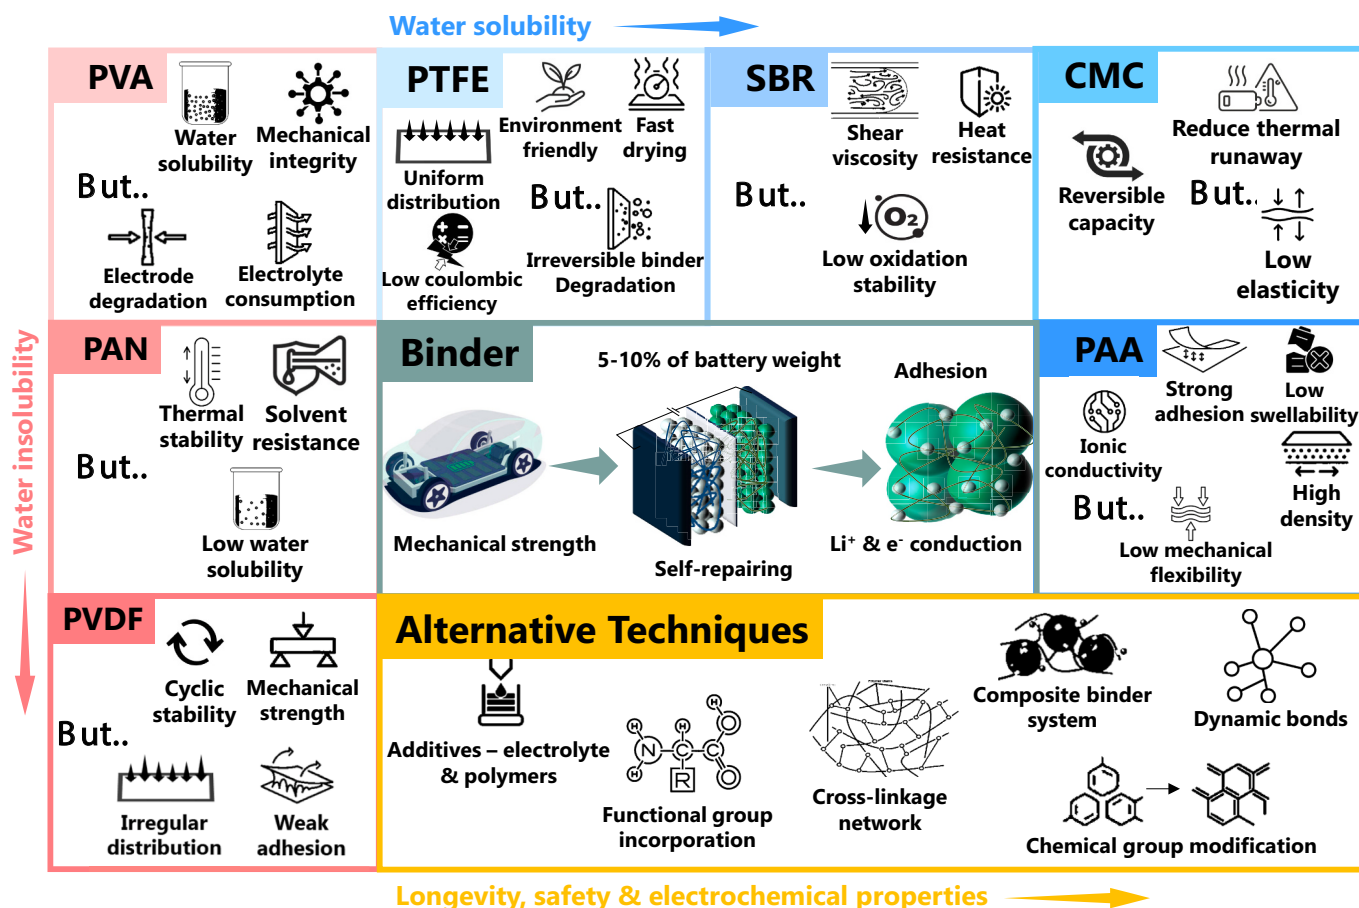 Water solubility
PVA
Water
solubility
Mechanical
integrity
But..
Electrode
degradation
Electrolyte
consumption
PTFE
Environment
friendly
Fast
drying
Uniform
distribution
But..
Low coulombic
efficiency
Irreversible binder
Degradation
SBR
Shear
viscosity
Heat
resistance
But..
O₂
Low oxidation
stability
CMC
Reduce thermal
runaway
Reversible
capacity
But..
Low
elasticity
Water insolubility
PAN
Thermal
stability
Solvent
resistance
But..
Low water
solubility
Binder
5-10% of battery weight
Adhesion
Mechanical strength
Self-repairing
Li⁺ & e⁻ conduction
PAA
Strong
adhesion
Low
swellability
Ionic
conductivity
High
density
But..
Low mechanical
flexibility
PVDF
Cyclic
stability
Mechanical
strength
But..
Irregular
distribution
Weak
adhesion
Alternative Techniques
Additives – electrolyte
& polymers
H
H
N
H
C
R
H
O
C
O
Functional group
incorporation
Cross-linkage
network
Composite binder
system
Dynamic bonds
Chemical group modification
Longevity, safety & electrochemical properties